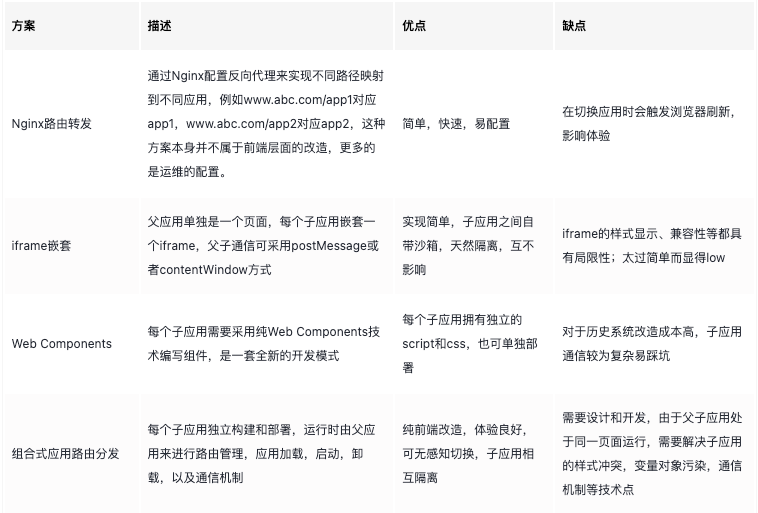 方案
描述
优点
缺点
Nginx路由转发
通过Nginx配置反向代理来实现不同路径映射
到不同应用，例如www.abc.com/app1对应
app1，www.abc.com/app2对应app2，这种
方案本身并不属于前端层面的改造，更多的
是运维的配置。
简单，快速，易配置
在切换应用时会触发浏览器刷新，
影响体验
iframe嵌套
父应用单独是一个页面，每个子应用嵌套一
个iframe，父子通信可采用postMessage或
者contentWindow方式
实现简单，子应用之间自
带沙箱，天然隔离，互不
影响
iframe的样式显示、兼容性等都具
有局限性；太过简单而显得low
Web Components
每个子应用需要采用纯Web Components技
术编写组件，是一套全新的开发模式
每个子应用拥有独立的
script和css，也可单独部
署
对于历史系统改造成本高，子应用
通信较为复杂易踩坑
组合式应用路由分发
每个子应用独立构建和部署，运行时由父应
用来进行路由管理，应用加载，启动，卸
载，以及通信机制
纯前端改造，体验良好，
可无感知切换，子应用相
互隔离
需要设计和开发，由于父子应用处
于同一页面运行，需要解决子应用
的样式冲突，变量对象污染，通信
机制等技术点